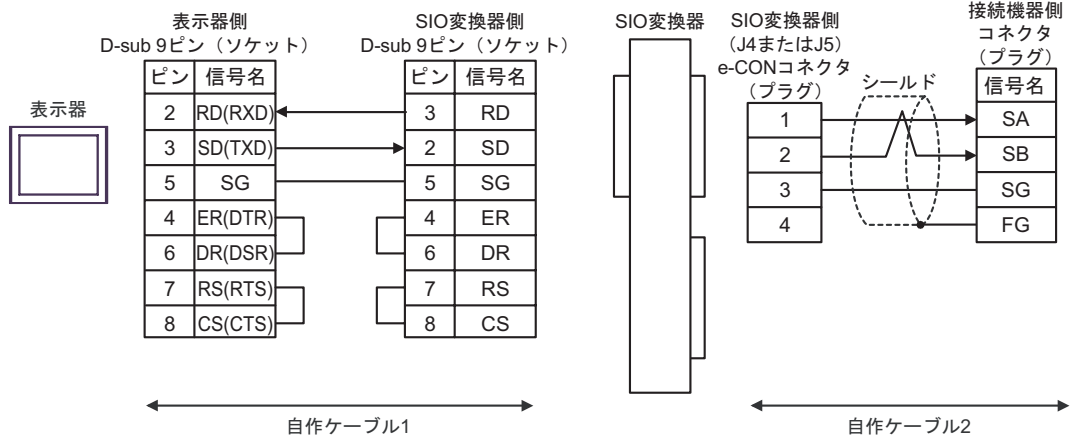 表示器
表示器側
D-sub 9ピン（ソケット）
ピン 信号名
2 RD(RXD)
3 SD(TXD)
5 SG
4 ER(DTR)
6 DR(DSR)
7 RS(RTS)
8 CS(CTS)
SIO変換器側
D-sub 9ピン（ソケット）
ピン 信号名
3 RD
2 SD
5 SG
4 ER
6 DR
7 RS
8 CS
自作ケーブル1
SIO変換器
SIO変換器側
（J4またはJ5）
e-CONコネクタ
（プラグ）
1
2
3
4
シールド
接続機器側
コネクタ
（プラグ）
信号名
SA
SB
SG
FG
自作ケーブル2